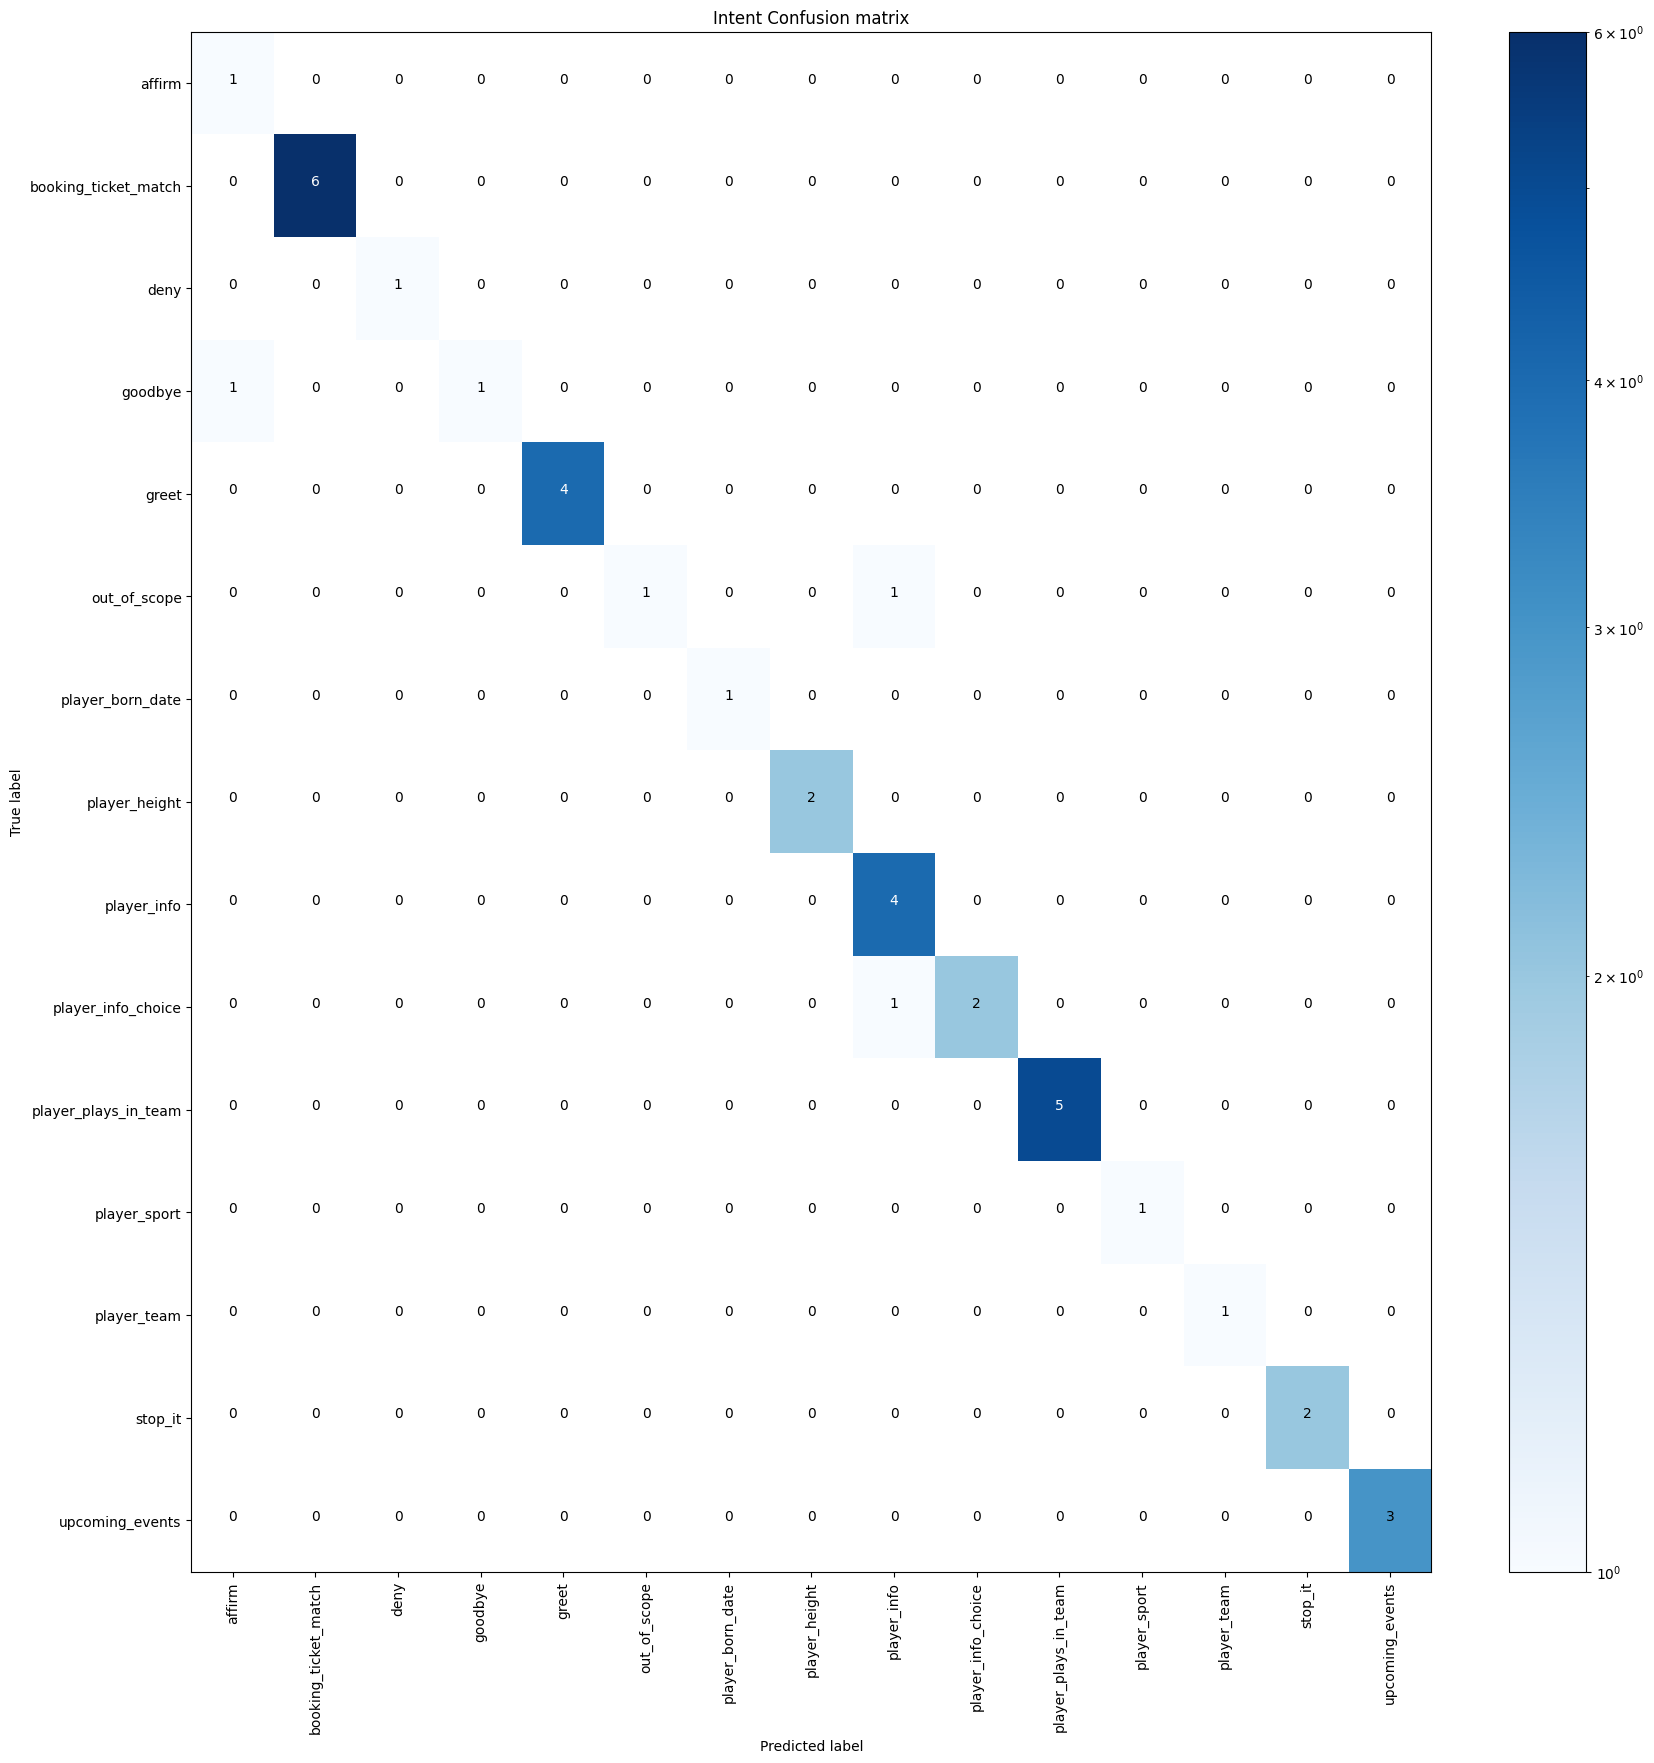 Intent Confusion matrix
affirm 1 0 0 0 0 0 0 0 0 0 0 0 0 0 0
booking_ticket_match 0 6 0 0 0 0 0 0 0 0 0 0 0 0 0
deny 0 0 1 0 0 0 0 0 0 0 0 0 0 0 0
goodbye 1 0 0 1 0 0 0 0 0 0 0 0 0 0 0
greet 0 0 0 0 4 0 0 0 0 0 0 0 0 0 0
out_of_scope 0 0 0 0 0 1 0 0 1 0 0 0 0 0 0
player_born_date 0 0 0 0 0 0 1 0 0 0 0 0 0 0 0
player_height 0 0 0 0 0 0 0 2 0 0 0 0 0 0 0
player_info 0 0 0 0 0 0 0 0 4 0 0 0 0 0 0
player_info_choice 0 0 0 0 0 0 0 0 1 2 0 0 0 0 0
player_plays_in_team 0 0 0 0 0 0 0 0 0 0 5 0 0 0 0
player_sport 0 0 0 0 0 0 0 0 0 0 0 1 0 0 0
player_team 0 0 0 0 0 0 0 0 0 0 0 0 1 0 0
stop_it 0 0 0 0 0 0 0 0 0 0 0 0 0 2 0
upcoming_events 0 0 0 0 0 0 0 0 0 0 0 0 0 0 3
True label
affirm
booking_ticket_match
deny
goodbye
greet
out_of_scope
player_born_date
player_height
player_info
player_info_choice
player_plays_in_team
player_sport
player_team
stop_it
upcoming_events
Predicted label
6 × 10⁰
4 × 10⁰
3 × 10⁰
2 × 10⁰
10⁰